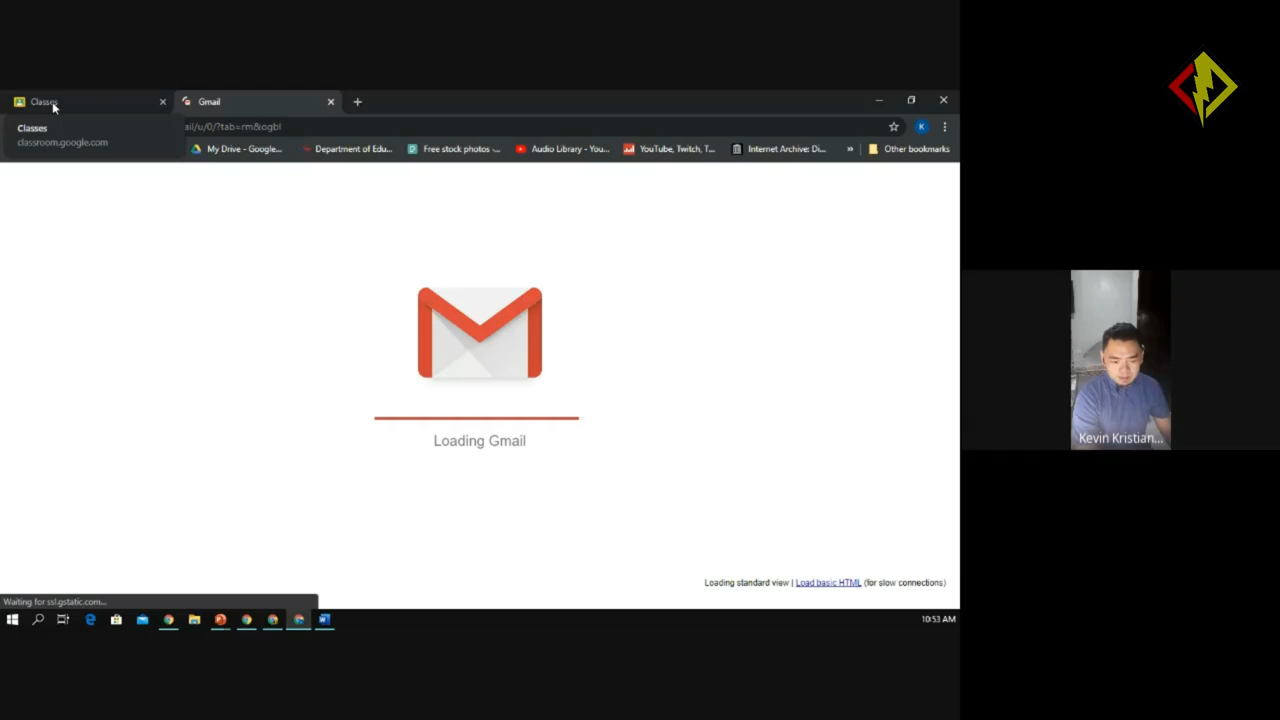 Classes
Gmail
Classes
classroom.google.com
ail/u/0/?tab=rm&ogbl
K
My Drive - Google...
Department of Edu...
Free stock photos -...
Audio Library - You...
YouTube, Twitch, T...
Internet Archive: Di...
Other bookmarks
Loading Gmail
Kevin Kristian...
Loading standard view | Load basic HTML (for slow connections)
Waiting for ssl.gstatic.com...
10:53 AM